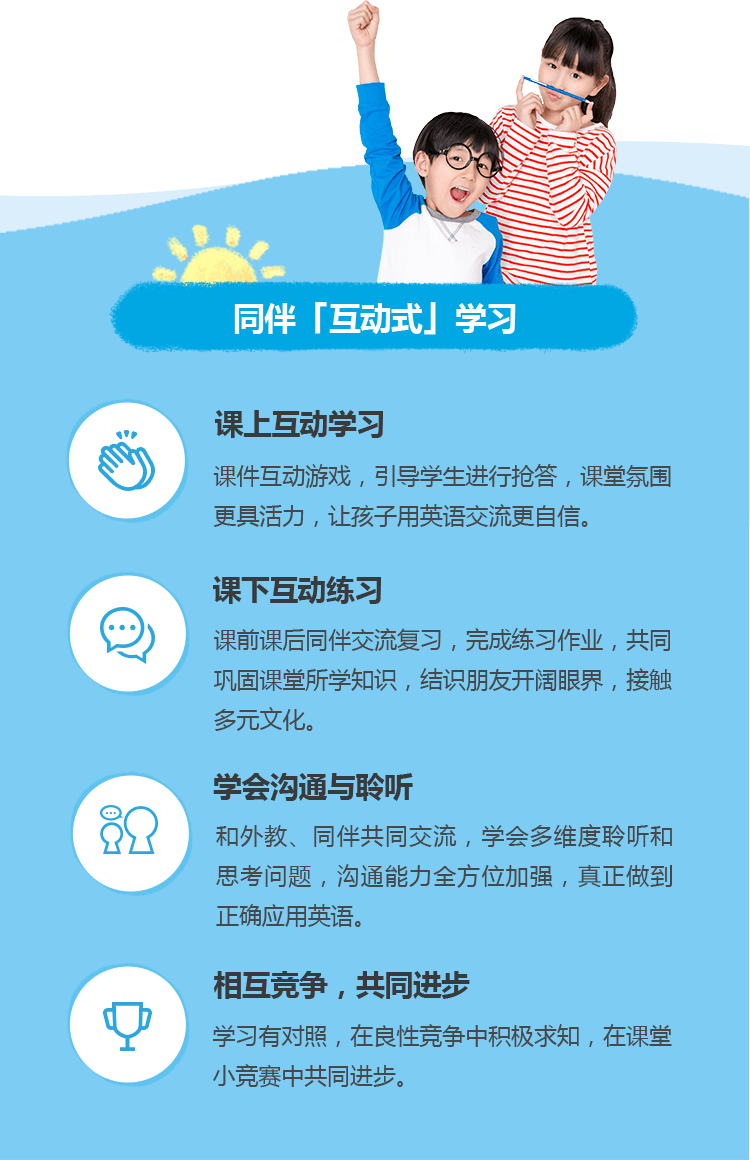 同伴「互动式」学习
课上互动学习
课件互动游戏，引导学生进行抢答，课堂氛围
更具活力，让孩子用英语交流更自信。
课下互动练习
课前课后同伴交流复习，完成练习作业，共同
巩固课堂所学知识，结识朋友开阔眼界，接触
多元文化。
学会沟通与聆听
和外教、同伴共同交流，学会多维度聆听和
思考问题，沟通能力全方位加强，真正做到
正确应用英语。
相互竞争，共同进步
学习有对照，在良性竞争中积极求知，在课堂
小竞赛中共同进步。